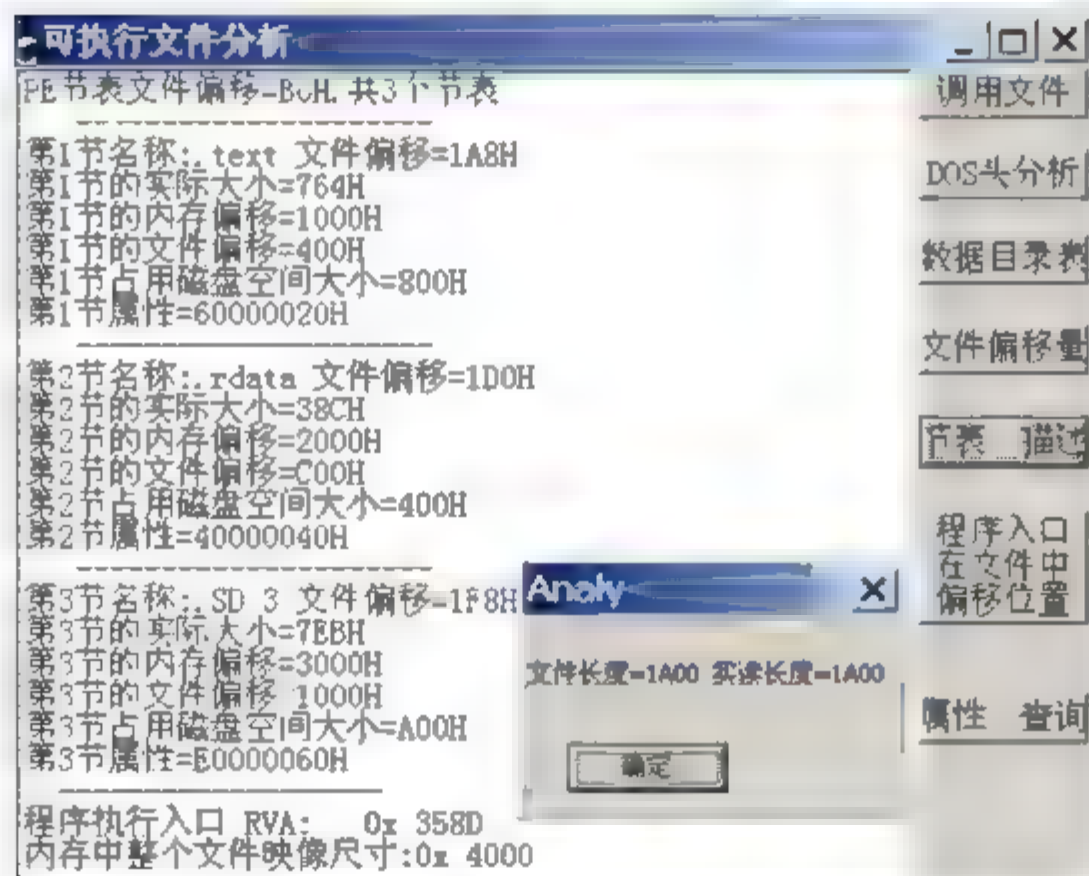 可执行文件分析
PE节表文件偏移=B0H.共3个节表
第1节名称:.text 文件偏移=1A8H
第1节的实际大小=764H
第1节的内存偏移=1000H
第1节的文件偏移=400H
第1节占用磁盘空间大小=800H
第1节属性=60000020H
第2节名称:.rdata 文件偏移=1D0H
第2节的实际大小=38CH
第2节的内存偏移=2000H
第2节的文件偏移=C00H
第2节占用磁盘空间大小=400H
第2节属性=40000040H
第3节名称:.SD 3 文件偏移=1F8H
第3节的实际大小=7EBH
第3节的内存偏移=3000H
第3节的文件偏移 1000H
第3节占用磁盘空间大小=A00H
第3节属性=E0000060H
程序执行入口 RVA: 0x 358D
内存中整个文件映像尺寸:0x 4000
Analy
文件长度=1A00 实读长度=1A00
确定
调用文件
DOS头分析
数据目录表
文件偏移量
节表 描述
程序入口
在文件中
偏移位置
属性 查询